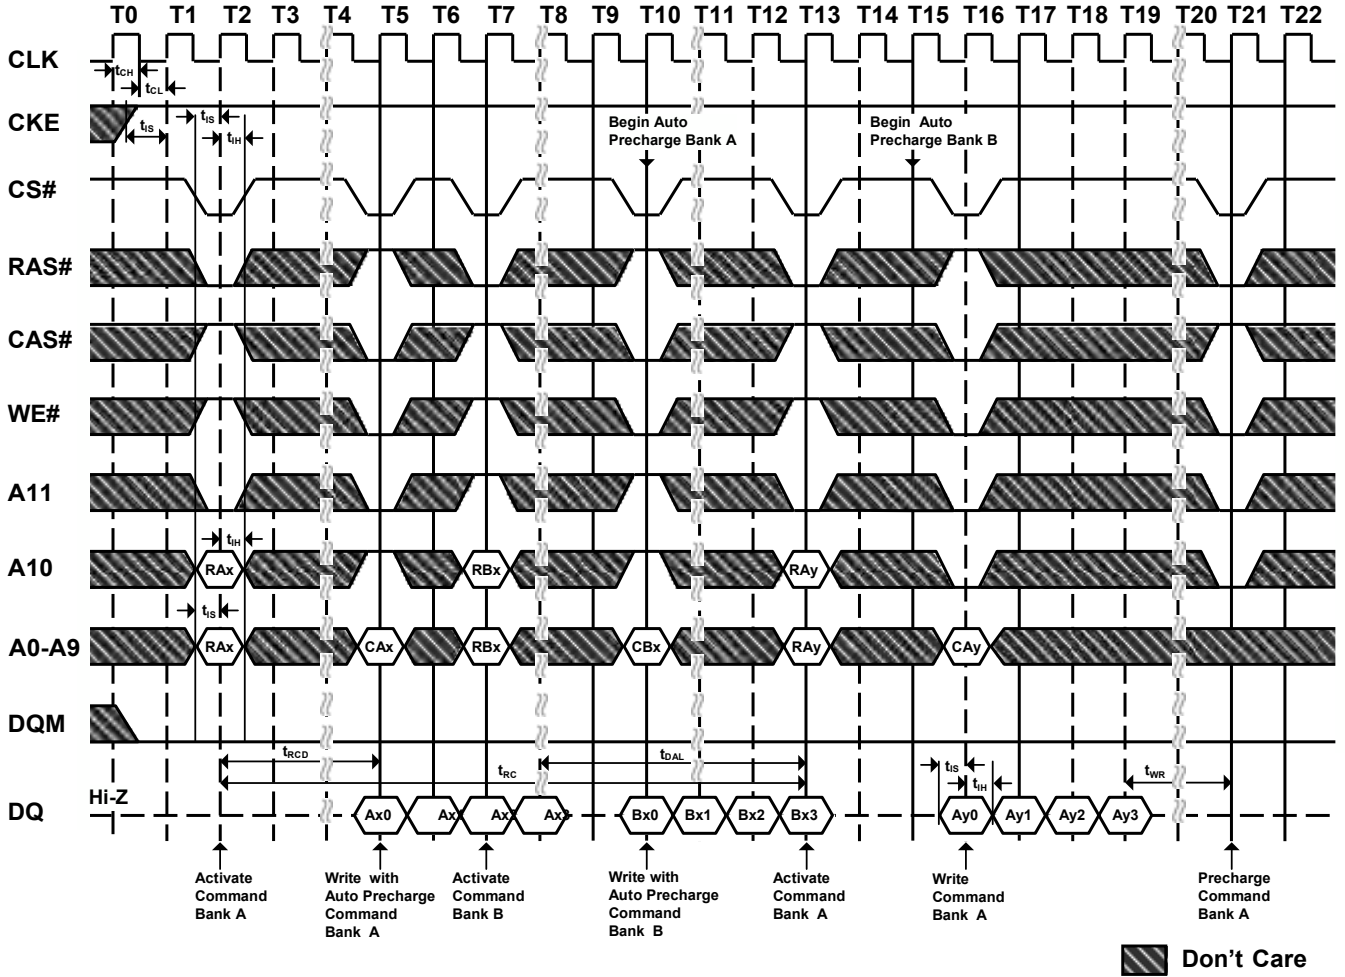 T0 T1 T2 T3 T4 T5 T6 T7 T8 T9 T10 T11 T12 T13 T14 T15 T16 T17 T18 T19 T20 T21 T22
CLK
tCH
tCL
CKE
tIS
tIS
tIH
Begin Auto
Precharge Bank A
Begin Auto
Precharge Bank B
CS#
RAS#
CAS#
WE#
A11
tIH
A10
RAx RBx RAy
tIS
A0-A9
RAx CAx RBx CBx RAy CAy
DQM
tRCD
tRC
tDAL
tIS
tIH
tWR
Hi-Z
DQ
Ax0 Ax1 Ax2 Ax3 Bx0 Bx1 Bx2 Bx3 Ay0 Ay1 Ay2 Ay3
Activate
Command
Bank A
Write with
Auto Precharge
Command
Bank A
Activate
Command
Bank B
Write with
Auto Precharge
Command
Bank B
Activate
Command
Bank A
Write
Command
Bank A
Precharge
Command
Bank A
Don't Care